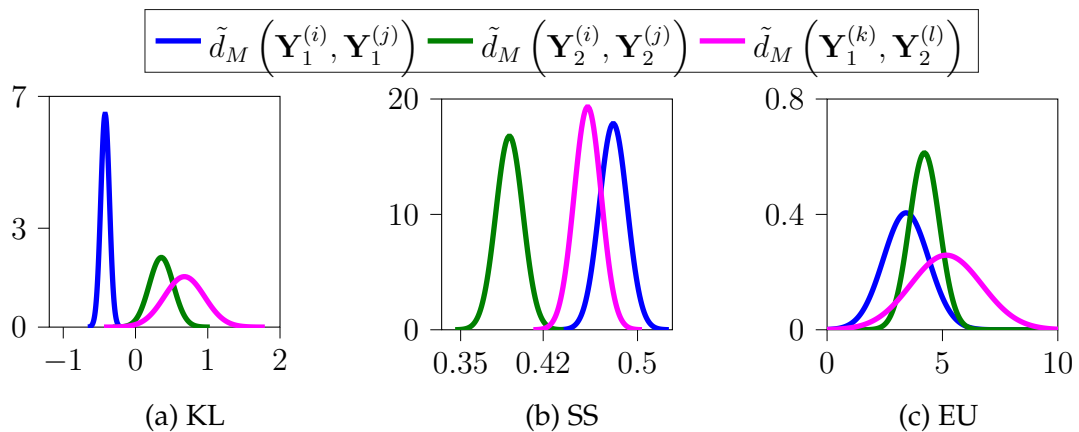 d̃_M (Y_1^(i), Y_1^(j)) d̃_M (Y_2^(i), Y_2^(j)) d̃_M (Y_1^(k), Y_2^(l))
7 20 0.8
3 10 0.4
0 0 0
−1 0 1 2 0.35 0.42 0.5 0 5 10
(a) KL (b) SS (c) EU